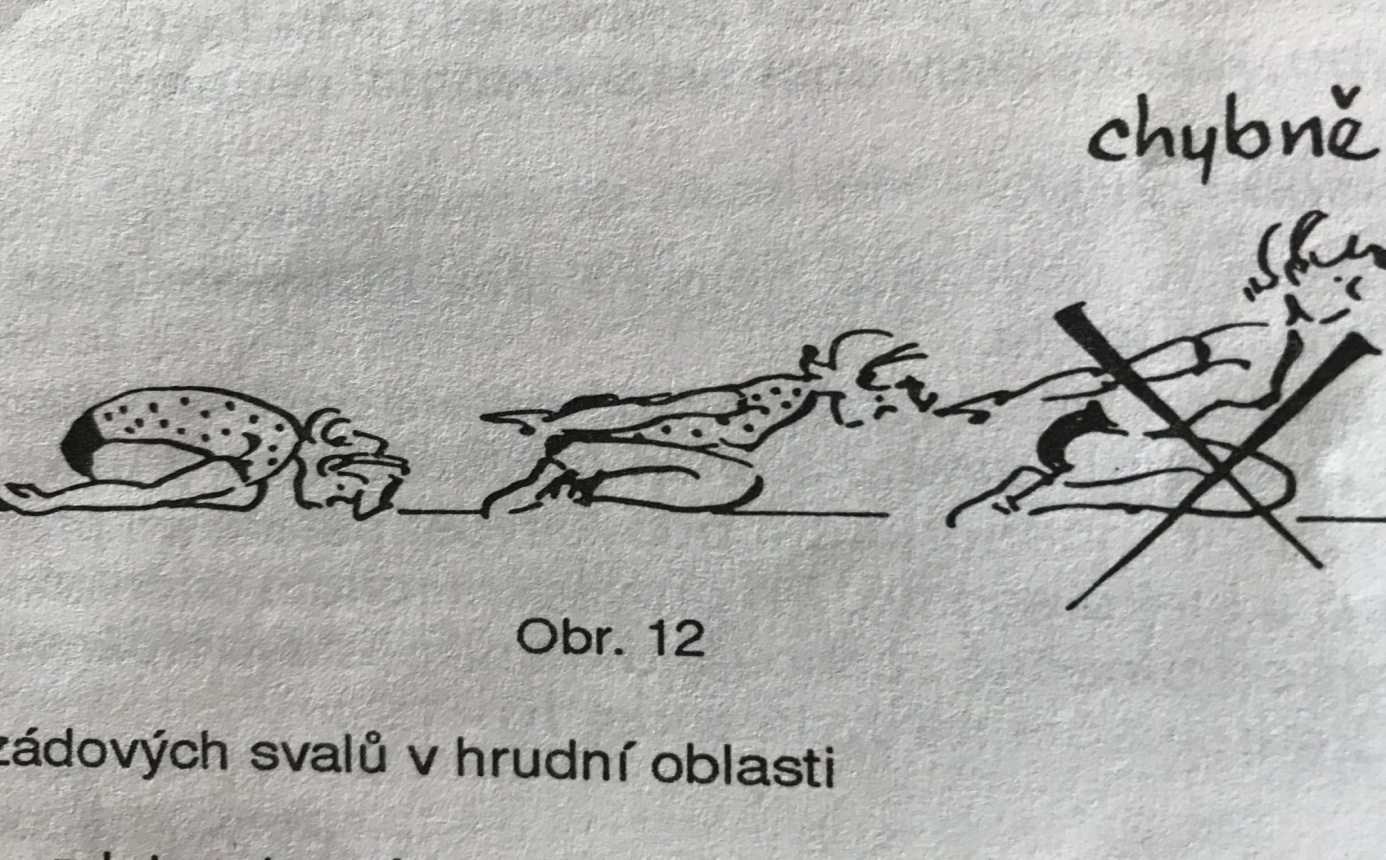 chybně
Obr. 12
zádových svalů v hrudní oblasti